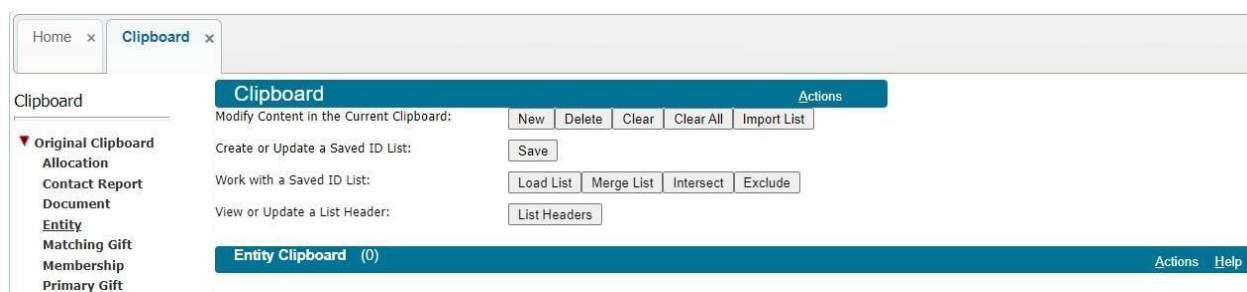 Home x Clipboard x
Clipboard
Original Clipboard
Allocation
Contact Report
Document
Entity
Matching Gift
Membership
Primary Gift
Clipboard Actions
Modify Content in the Current Clipboard: New Delete Clear Clear All Import List
Create or Update a Saved ID List: Save
Work with a Saved ID List: Load List Merge List Intersect Exclude
View or Update a List Header: List Headers
Entity Clipboard (0) Actions Help